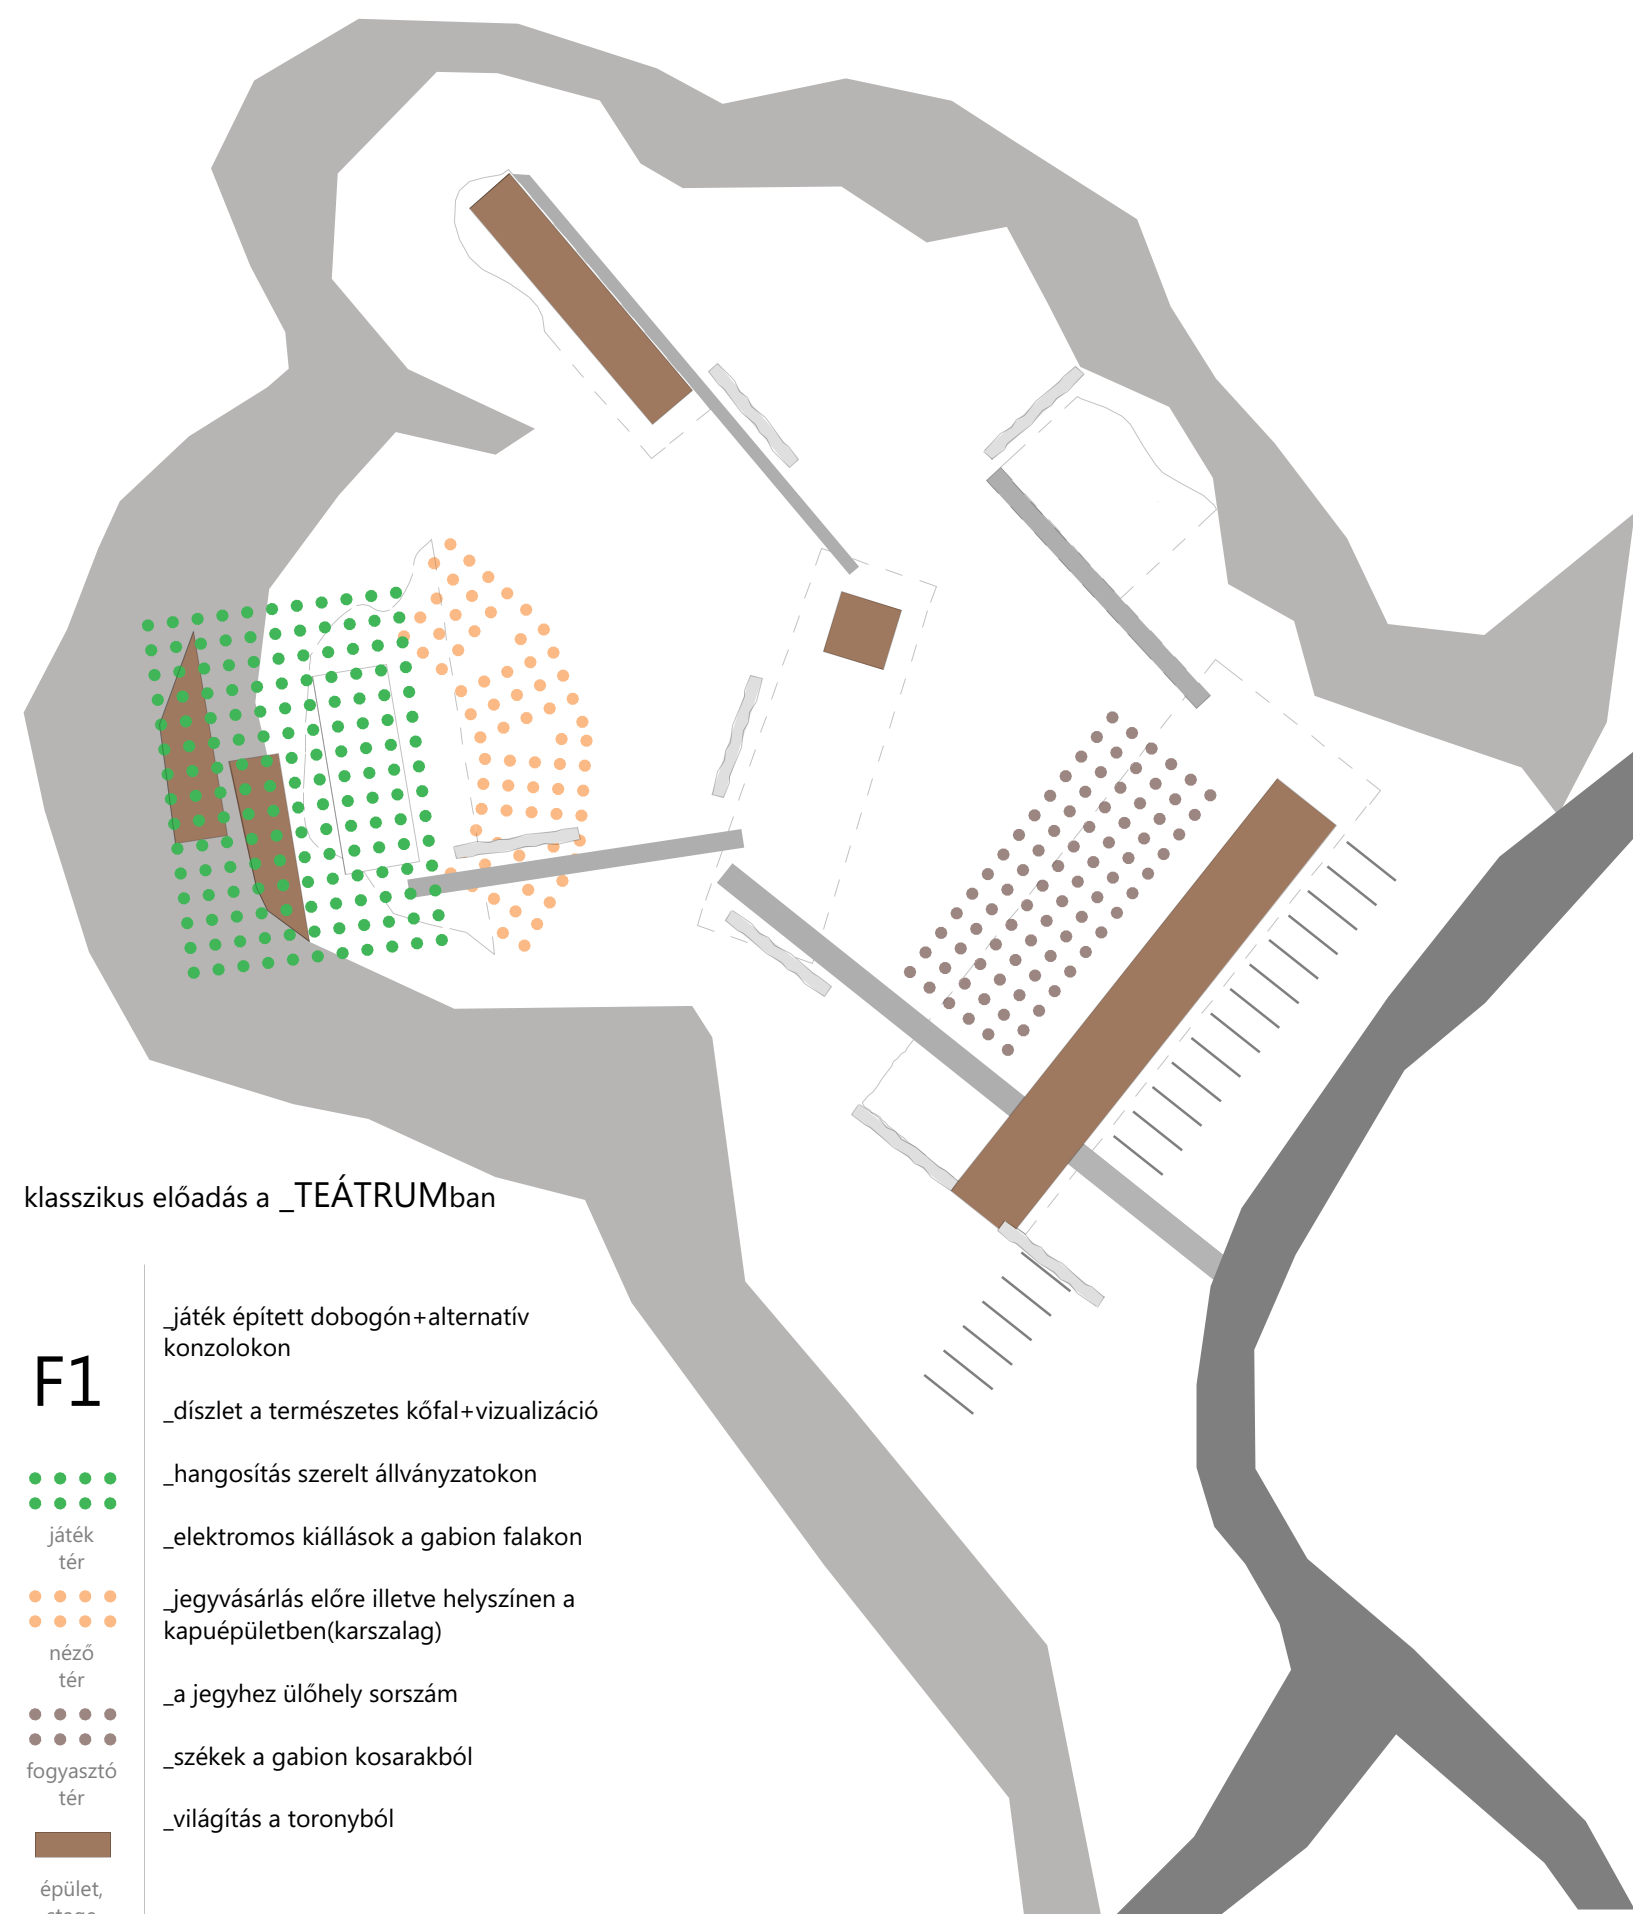 klasszikus előadás a _TEÁTRUMban
F1
_játék épített dobogón+alternatív
konzolokon
_díszlet a természetes kőfal+vizualizáció
_hangosítás szerelt állványzatokon
_elektromos kiállások a gabion falakon
_jegyvásárlás előre illetve helyszínen a
kapuépületben(karszalag)
_a jegyhez ülőhely sorszám
_székek a gabion kosarakból
_világítás a toronyból
játék
tér
néző
tér
fogyasztó
tér
épület,